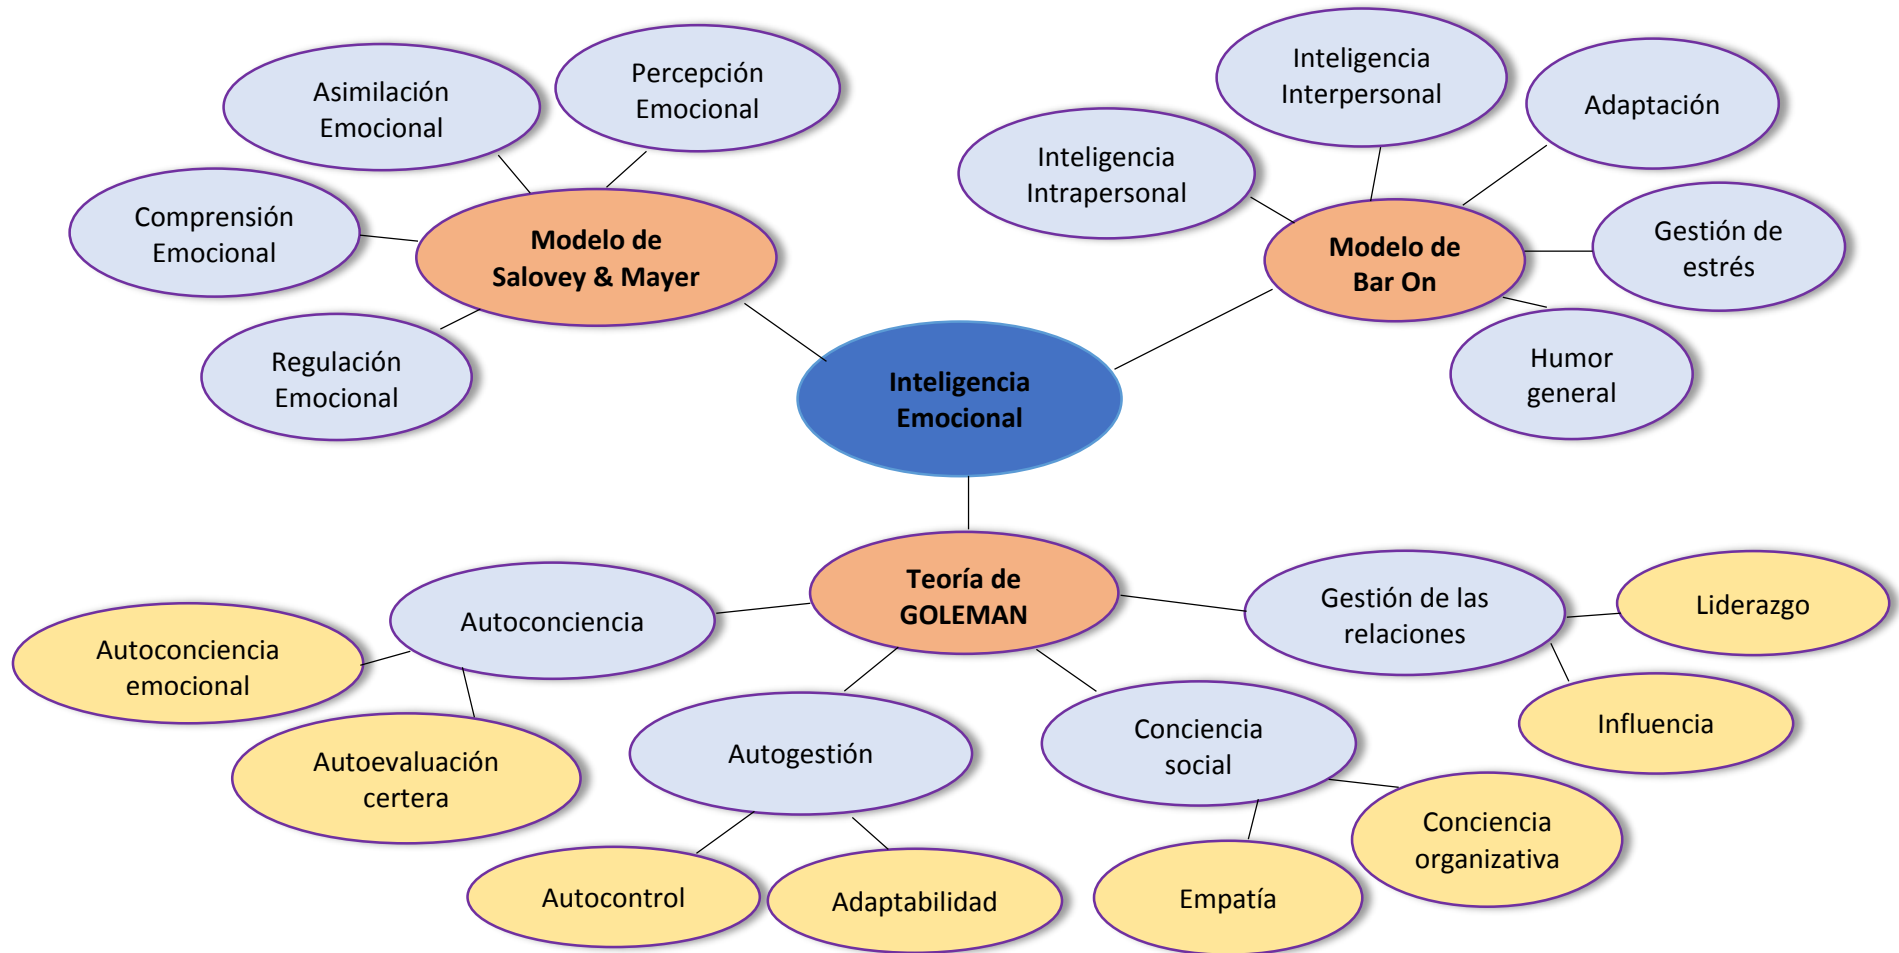 Asimilación
Emocional
Percepción
Emocional
Comprensión
Emocional
Modelo de
Salovey & Mayer
Regulación
Emocional
Inteligencia
Interpersonal
Adaptación
Inteligencia
Intrapersonal
Modelo de
Bar On
Gestión de
estrés
Humor
general
Inteligencia
Emocional
Teoría de
GOLEMAN
Autoconciencia
Autoconciencia
emocional
Autoevaluación
certera
Autogestión
Autocontrol
Adaptabilidad
Conciencia
social
Empatía
Conciencia
organizativa
Gestión de las
relaciones
Liderazgo
Influencia